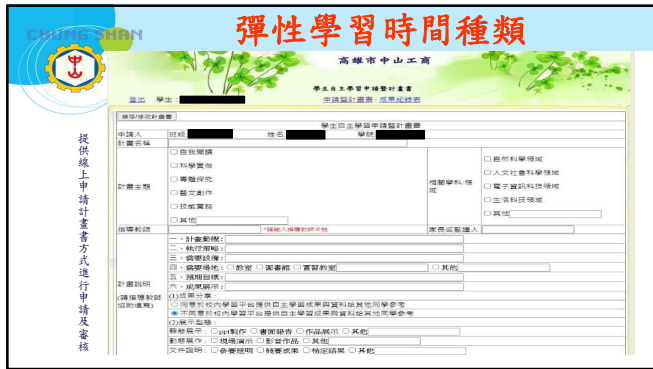 CHUNG SHAN
彈性學習時間種類
高雄市中山工商
學生自主學習申請暨計畫書
登出 學生：
申請暨計畫書|成果紀錄表
儲存/修改計畫書
學生自主學習申請暨計畫書
申請人 班級: 姓名: 學號:
計畫名稱
計畫主題
□自我閱讀
□科學實做
□專題探究
□藝文創作
□技能實務
□其他
相關學科/領域
□自然科學領域
□人文社會科學領域
□電子資訊科技領域
□生活科技領域
□其他
指導教師 *請輸入指導教師卡號 家長或監護人
計畫說明
(請指導教師協助填寫)
一、計畫動機：
二、執行策略：
三、需要設備：
四、需要場地：□教室 □圖書館 □實習教室 □其他
五、預期目標：
六、成果展示：
(1)成果分享：
○同意於校內學習平台提供自主學習成果與資料給其他同學參考
◉不同意於校內學習平台提供自主學習成果與資料給其他同學參考
(2)展示型態：
靜態展示：□ppt製作 □書面報告 □作品展示 □其他
動態展作：□現場演示 □影音作品 □其他
文件證明：□參賽證明 □競賽成果 □檢定結果 □其他
提供線上申請計畫書方式進行申請及審核